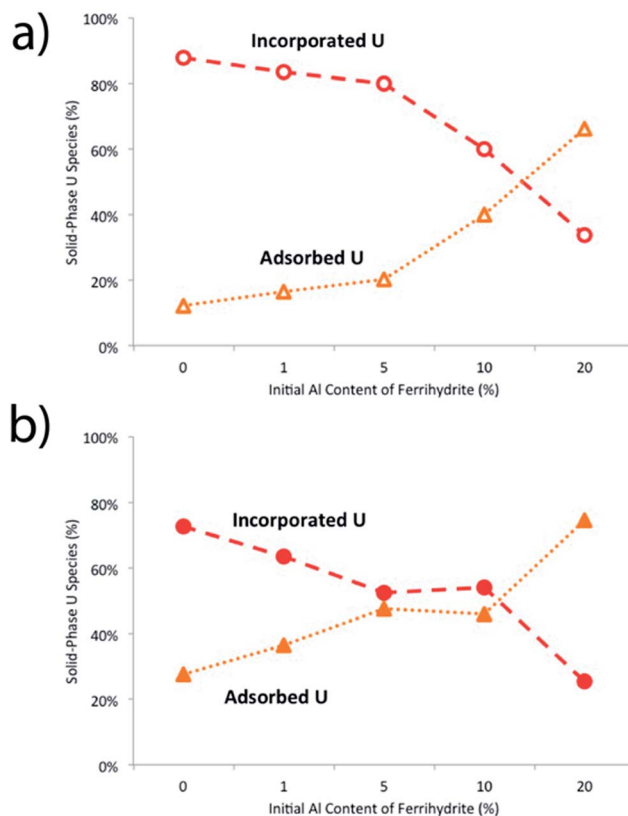 a)
100%
80%
60%
40%
20%
0%
Solid-Phase U Species (%)
Incorporated U
Adsorbed U
0 1 5 10 20
Initial Al Content of Ferrihydrite (%)
b)
100%
80%
60%
40%
20%
0%
Solid-Phase U Species (%)
Incorporated U
Adsorbed U
0 1 5 10 20
Initial Al Content of Ferrihydrite (%)